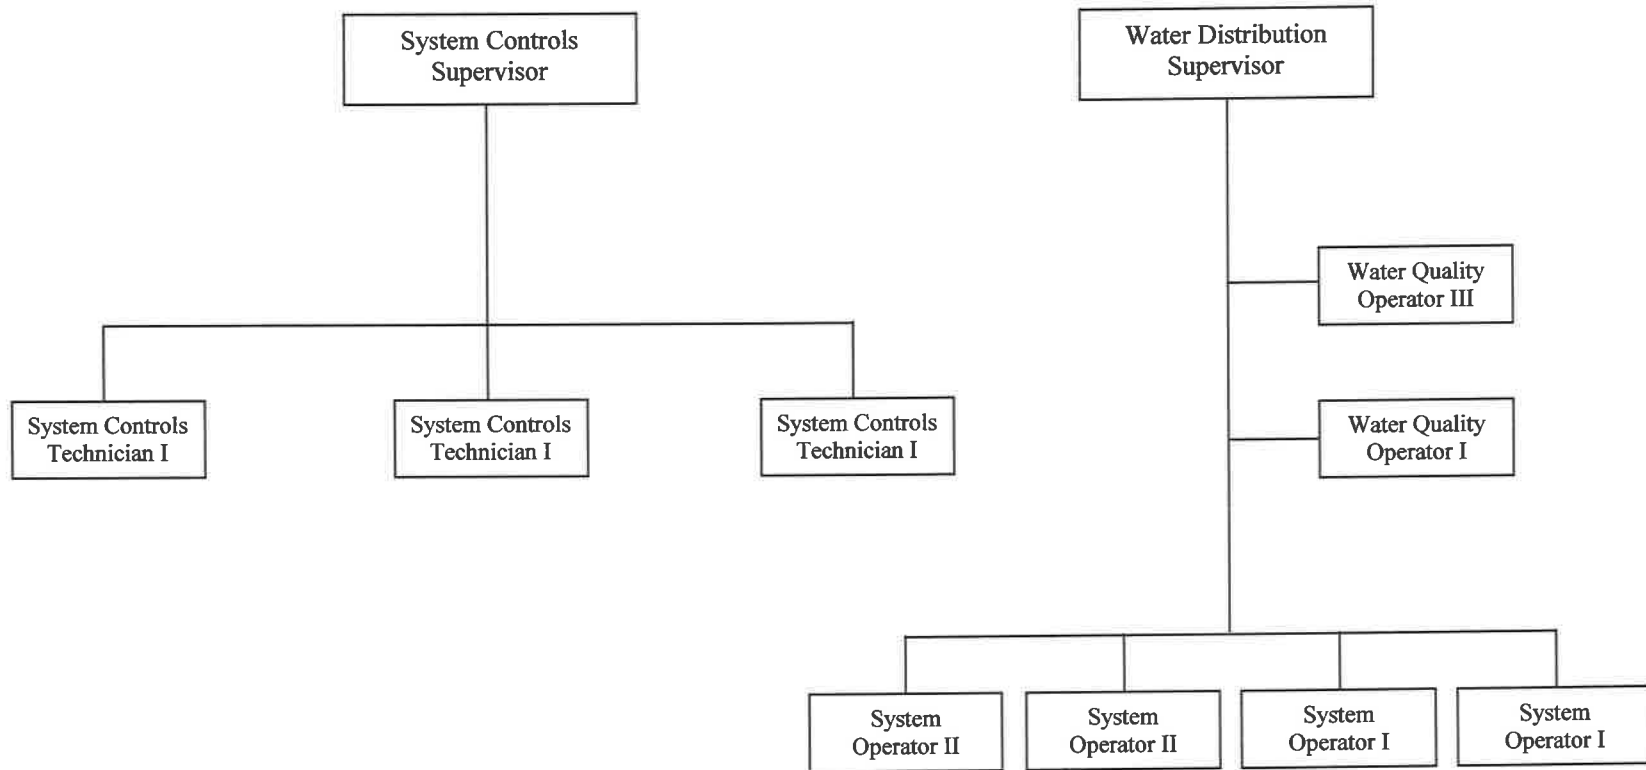 System Controls
Supervisor
Water Distribution
Supervisor
Water Quality
Operator III
System Controls
Technician I
System Controls
Technician I
System Controls
Technician I
Water Quality
Operator I
System
Operator II
System
Operator II
System
Operator I
System
Operator I